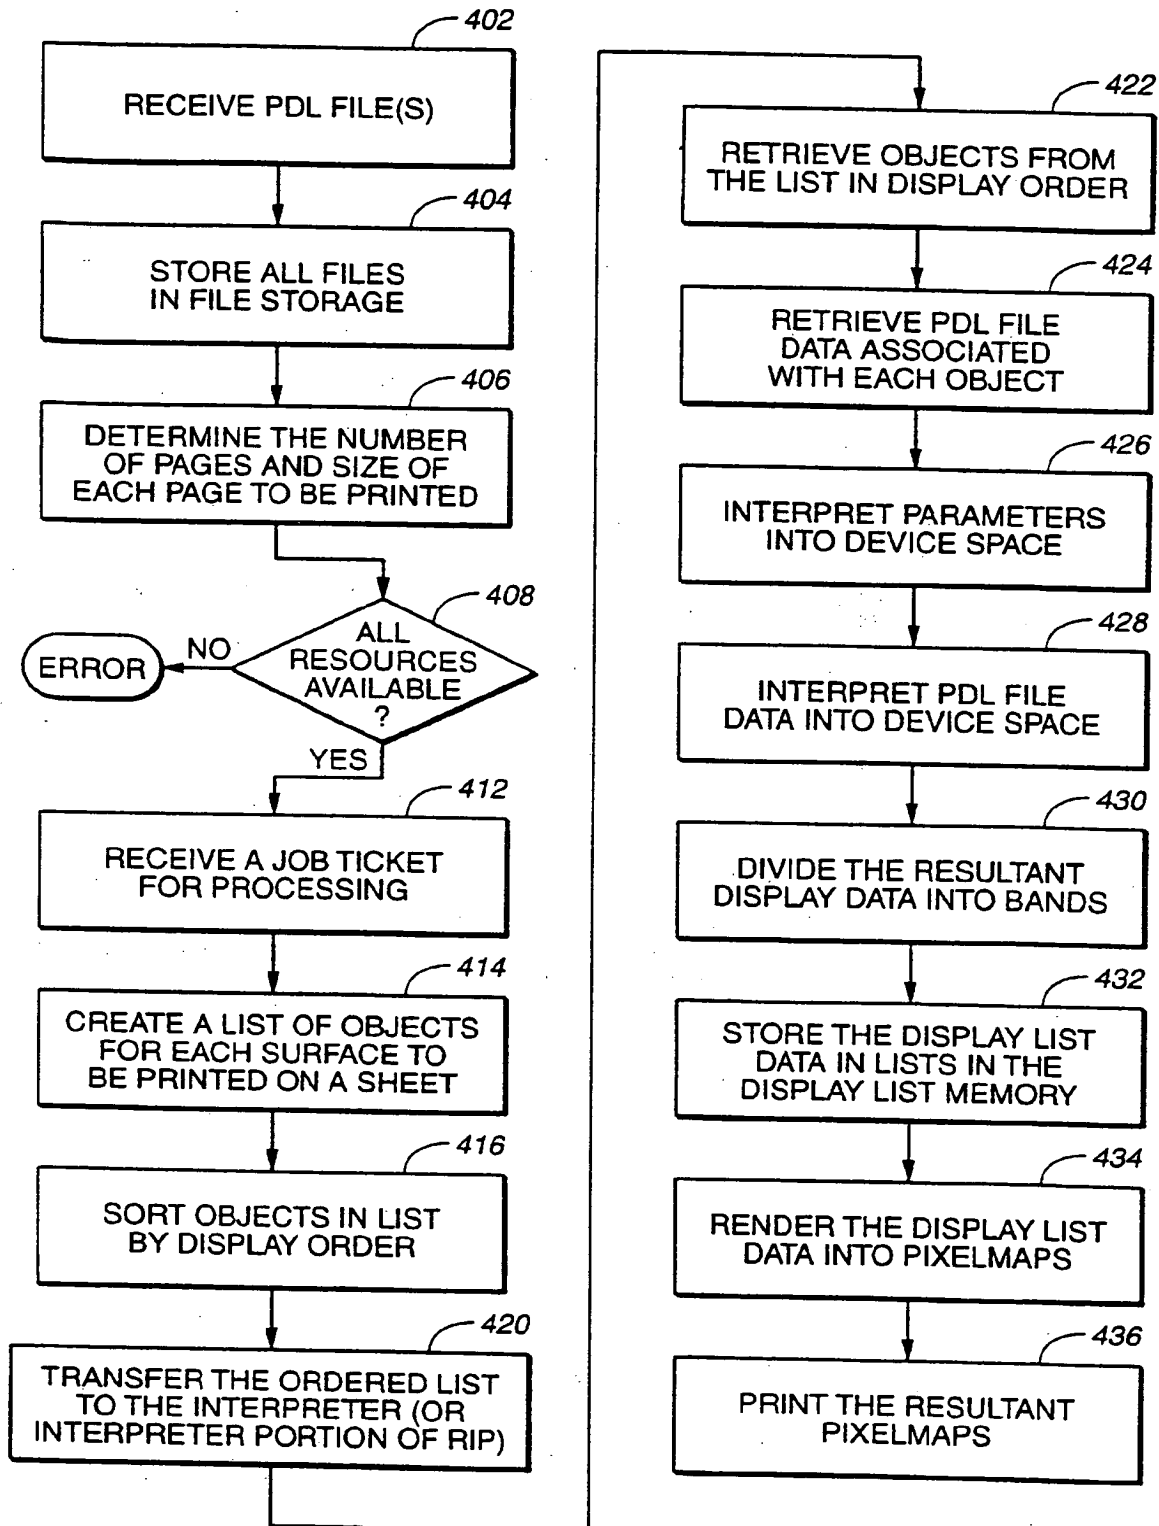 402
RECEIVE PDL FILE(S)
404
STORE ALL FILES
IN FILE STORAGE
406
DETERMINE THE NUMBER
OF PAGES AND SIZE OF
EACH PAGE TO BE PRINTED
408
ALL
RESOURCES
AVAILABLE
?
NO
ERROR
YES
412
RECEIVE A JOB TICKET
FOR PROCESSING
414
CREATE A LIST OF OBJECTS
FOR EACH SURFACE TO
BE PRINTED ON A SHEET
416
SORT OBJECTS IN LIST
BY DISPLAY ORDER
420
TRANSFER THE ORDERED LIST
TO THE INTERPRETER (OR
INTERPRETER PORTION OF RIP)
422
RETRIEVE OBJECTS FROM
THE LIST IN DISPLAY ORDER
424
RETRIEVE PDL FILE
DATA ASSOCIATED
WITH EACH OBJECT
426
INTERPRET PARAMETERS
INTO DEVICE SPACE
428
INTERPRET PDL FILE
DATA INTO DEVICE SPACE
430
DIVIDE THE RESULTANT
DISPLAY DATA INTO BANDS
432
STORE THE DISPLAY LIST
DATA IN LISTS IN THE
DISPLAY LIST MEMORY
434
RENDER THE DISPLAY LIST
DATA INTO PIXELMAPS
436
PRINT THE RESULTANT
PIXELMAPS